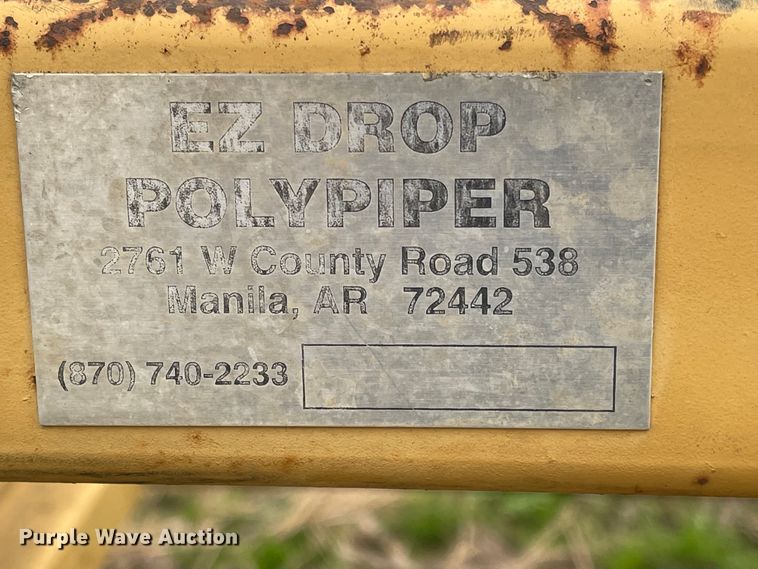 EZ DROP
POLYPIPER
2761 W County Road 538
Manila, AR 72442
(870) 740-2233
Purple Wave Auction